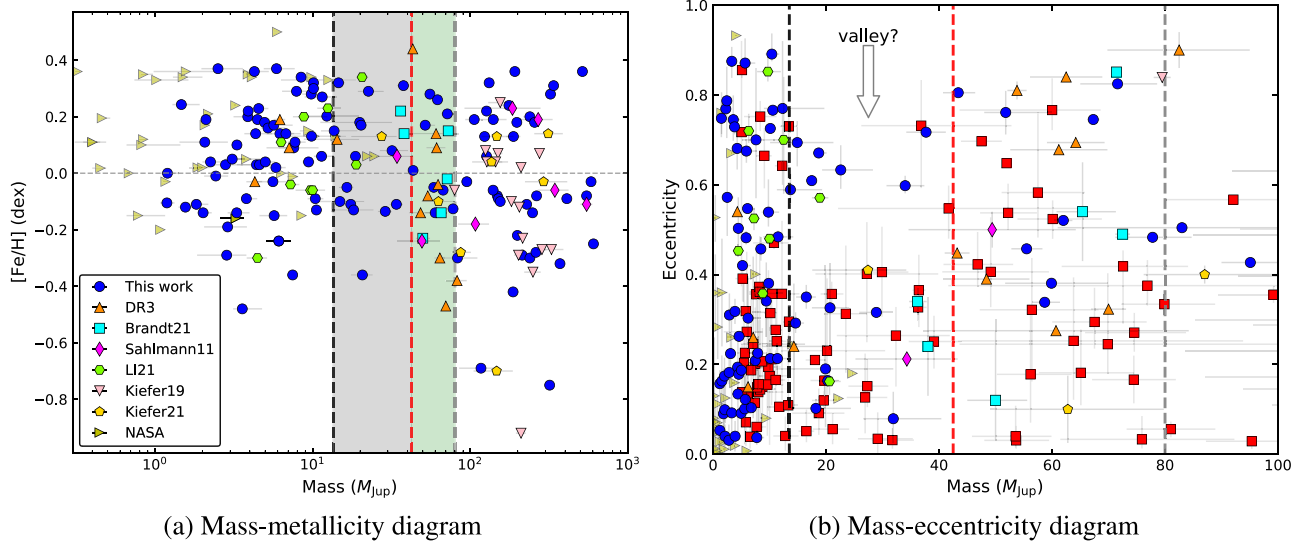 0.4
0.2
0.0
−0.2
−0.4
−0.6
−0.8
[Fe/H] (dex)
This work
DR3
Brandt21
Sahlmann11
LI21
Kiefer19
Kiefer21
NASA
10⁰ 10¹ 10² 10³
Mass (M_Jup)
(a) Mass-metallicity diagram
1.0
0.8
0.6
0.4
0.2
0.0
Eccentricity
valley?
0 20 40 60 80 100
Mass (M_Jup)
(b) Mass-eccentricity diagram